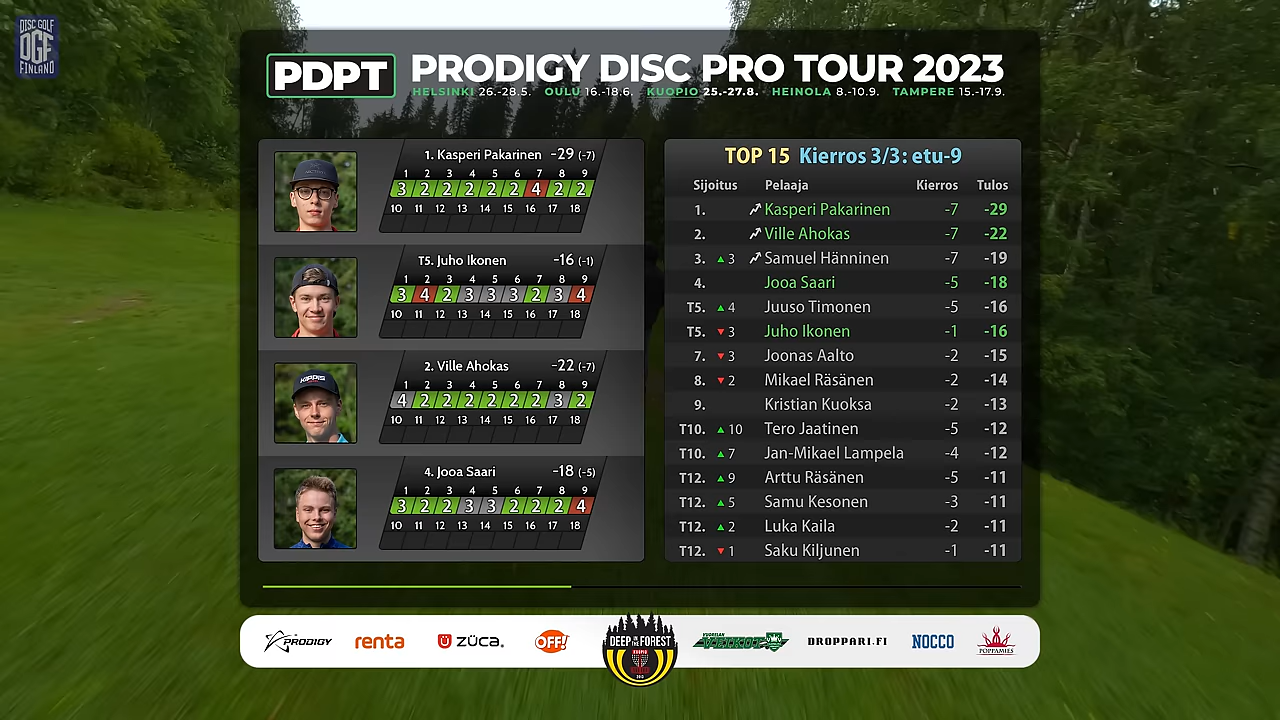 DISC GOLF
DGF
FINLAND
PDPT PRODIGY DISC PRO TOUR 2023
HELSINKI 26.-28.5. OULU 16.-18.6. KUOPIO 25.-27.8. HEINOLA 8.-10.9. TAMPERE 15.-17.9.
1. Kasperi Pakarinen -29 (-7)
1 2 3 4 5 6 7 8 9
3 2 2 2 2 2 4 2 2
10 11 12 13 14 15 16 17 18
T5. Juho Ikonen -16 (-1)
1 2 3 4 5 6 7 8 9
3 4 2 3 3 3 2 3 4
10 11 12 13 14 15 16 17 18
KIPPIS
2. Ville Ahokas -22 (-7)
1 2 3 4 5 6 7 8 9
4 2 2 2 2 2 2 3 2
10 11 12 13 14 15 16 17 18
4. Jooa Saari -18 (-5)
1 2 3 4 5 6 7 8 9
3 2 2 3 3 2 2 2 4
10 11 12 13 14 15 16 17 18
TOP 15 Kierros 3/3: etu-9
Sijoitus Pelaaja Kierros Tulos
1. Kasperi Pakarinen -7 -29
2. Ville Ahokas -7 -22
3. ▲3 Samuel Hänninen -7 -19
4. Jooa Saari -5 -18
T5. ▲4 Juuso Timonen -5 -16
T5. ▼3 Juho Ikonen -1 -16
7. ▼3 Joonas Aalto -2 -15
8. ▼2 Mikael Räsänen -2 -14
9. Kristian Kuoksa -2 -13
T10. ▲10 Tero Jaatinen -5 -12
T10. ▲7 Jan-Mikael Lampela -4 -12
T12. ▲9 Arttu Räsänen -5 -11
T12. ▲5 Samu Kesonen -3 -11
T12. ▲2 Luka Kaila -2 -11
T12. ▼1 Saku Kiljunen -1 -11
PRODIGY renta ZÜCA. OFF! DEEP IN THE FOREST KUOPIO VUORELAN VEIKOT DROPPARI.FI NOCCO POPPAMIES